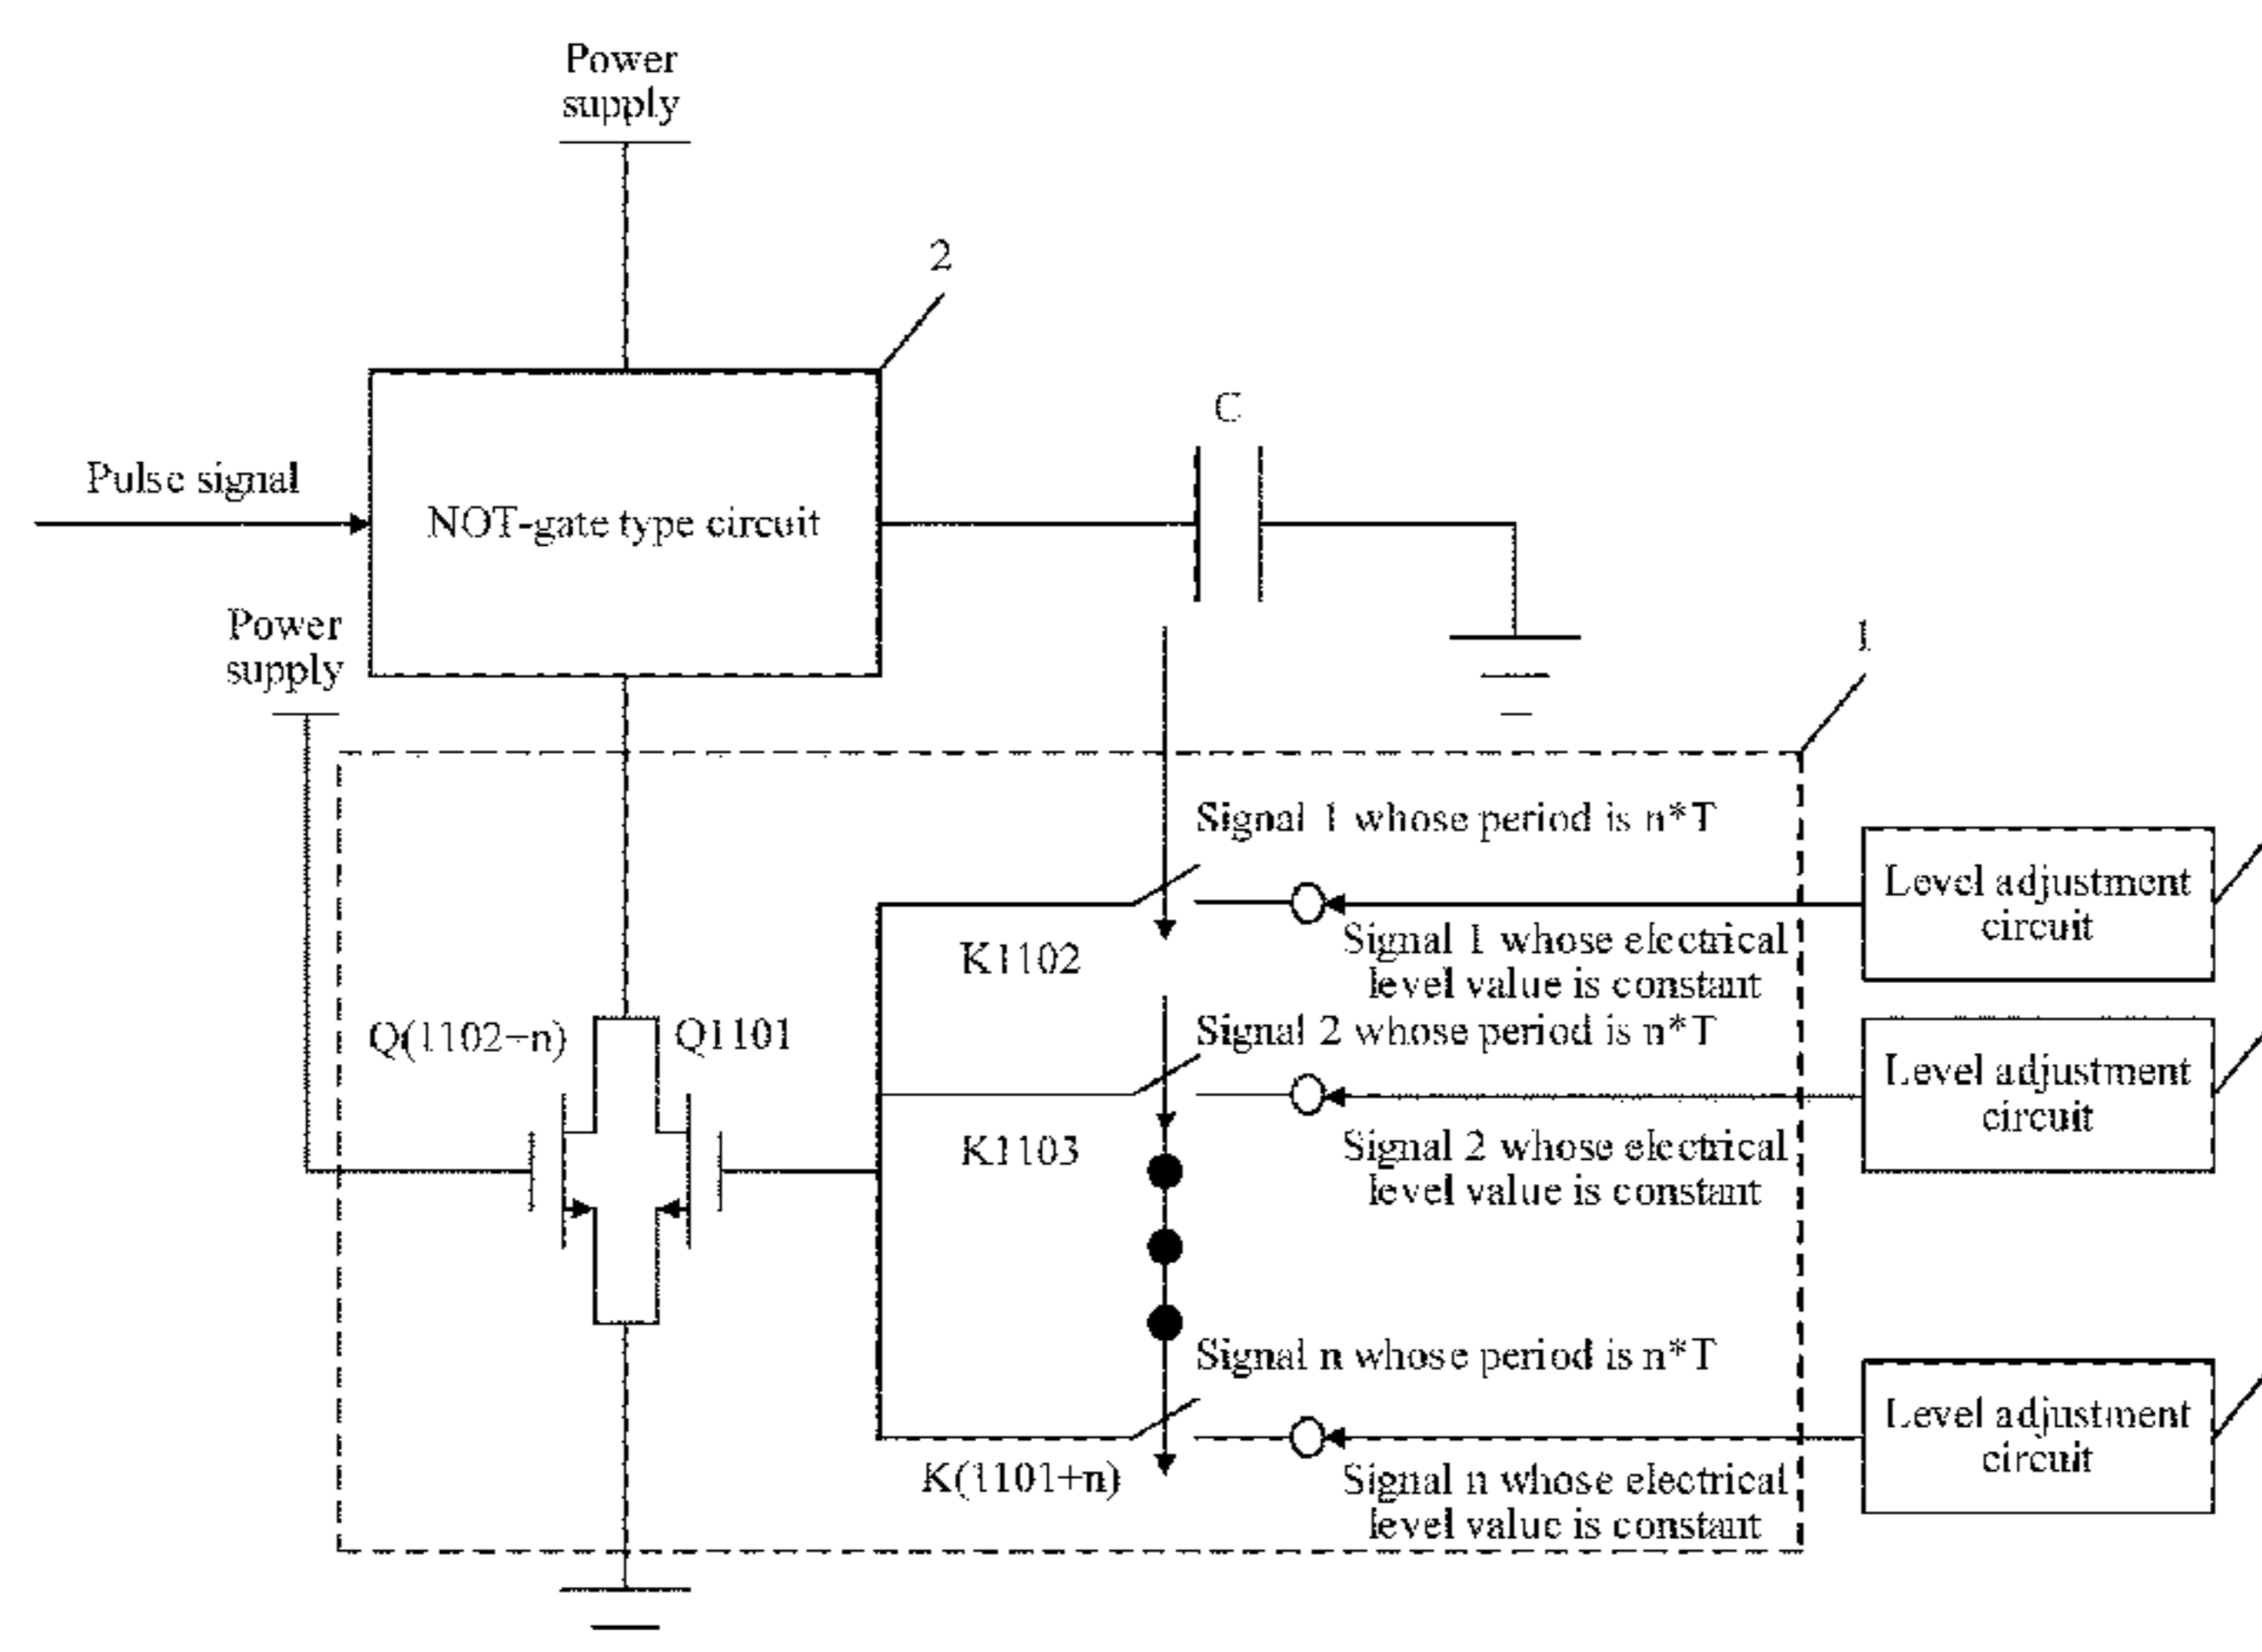 Power
supply
2
C
Pulse signal
NOT-gate type circuit
Power
supply
1
Signal 1 whose period is n*T
Level adjustment
circuit
K1102
Signal 1 whose electrical
level value is constant
Q(1102+n)
Q1101
Signal 2 whose period is n*T
Level adjustment
circuit
K1103
Signal 2 whose electrical
level value is constant
Signal n whose period is n*T
Level adjustment
circuit
K(1101+n)
Signal n whose electrical
level value is constant